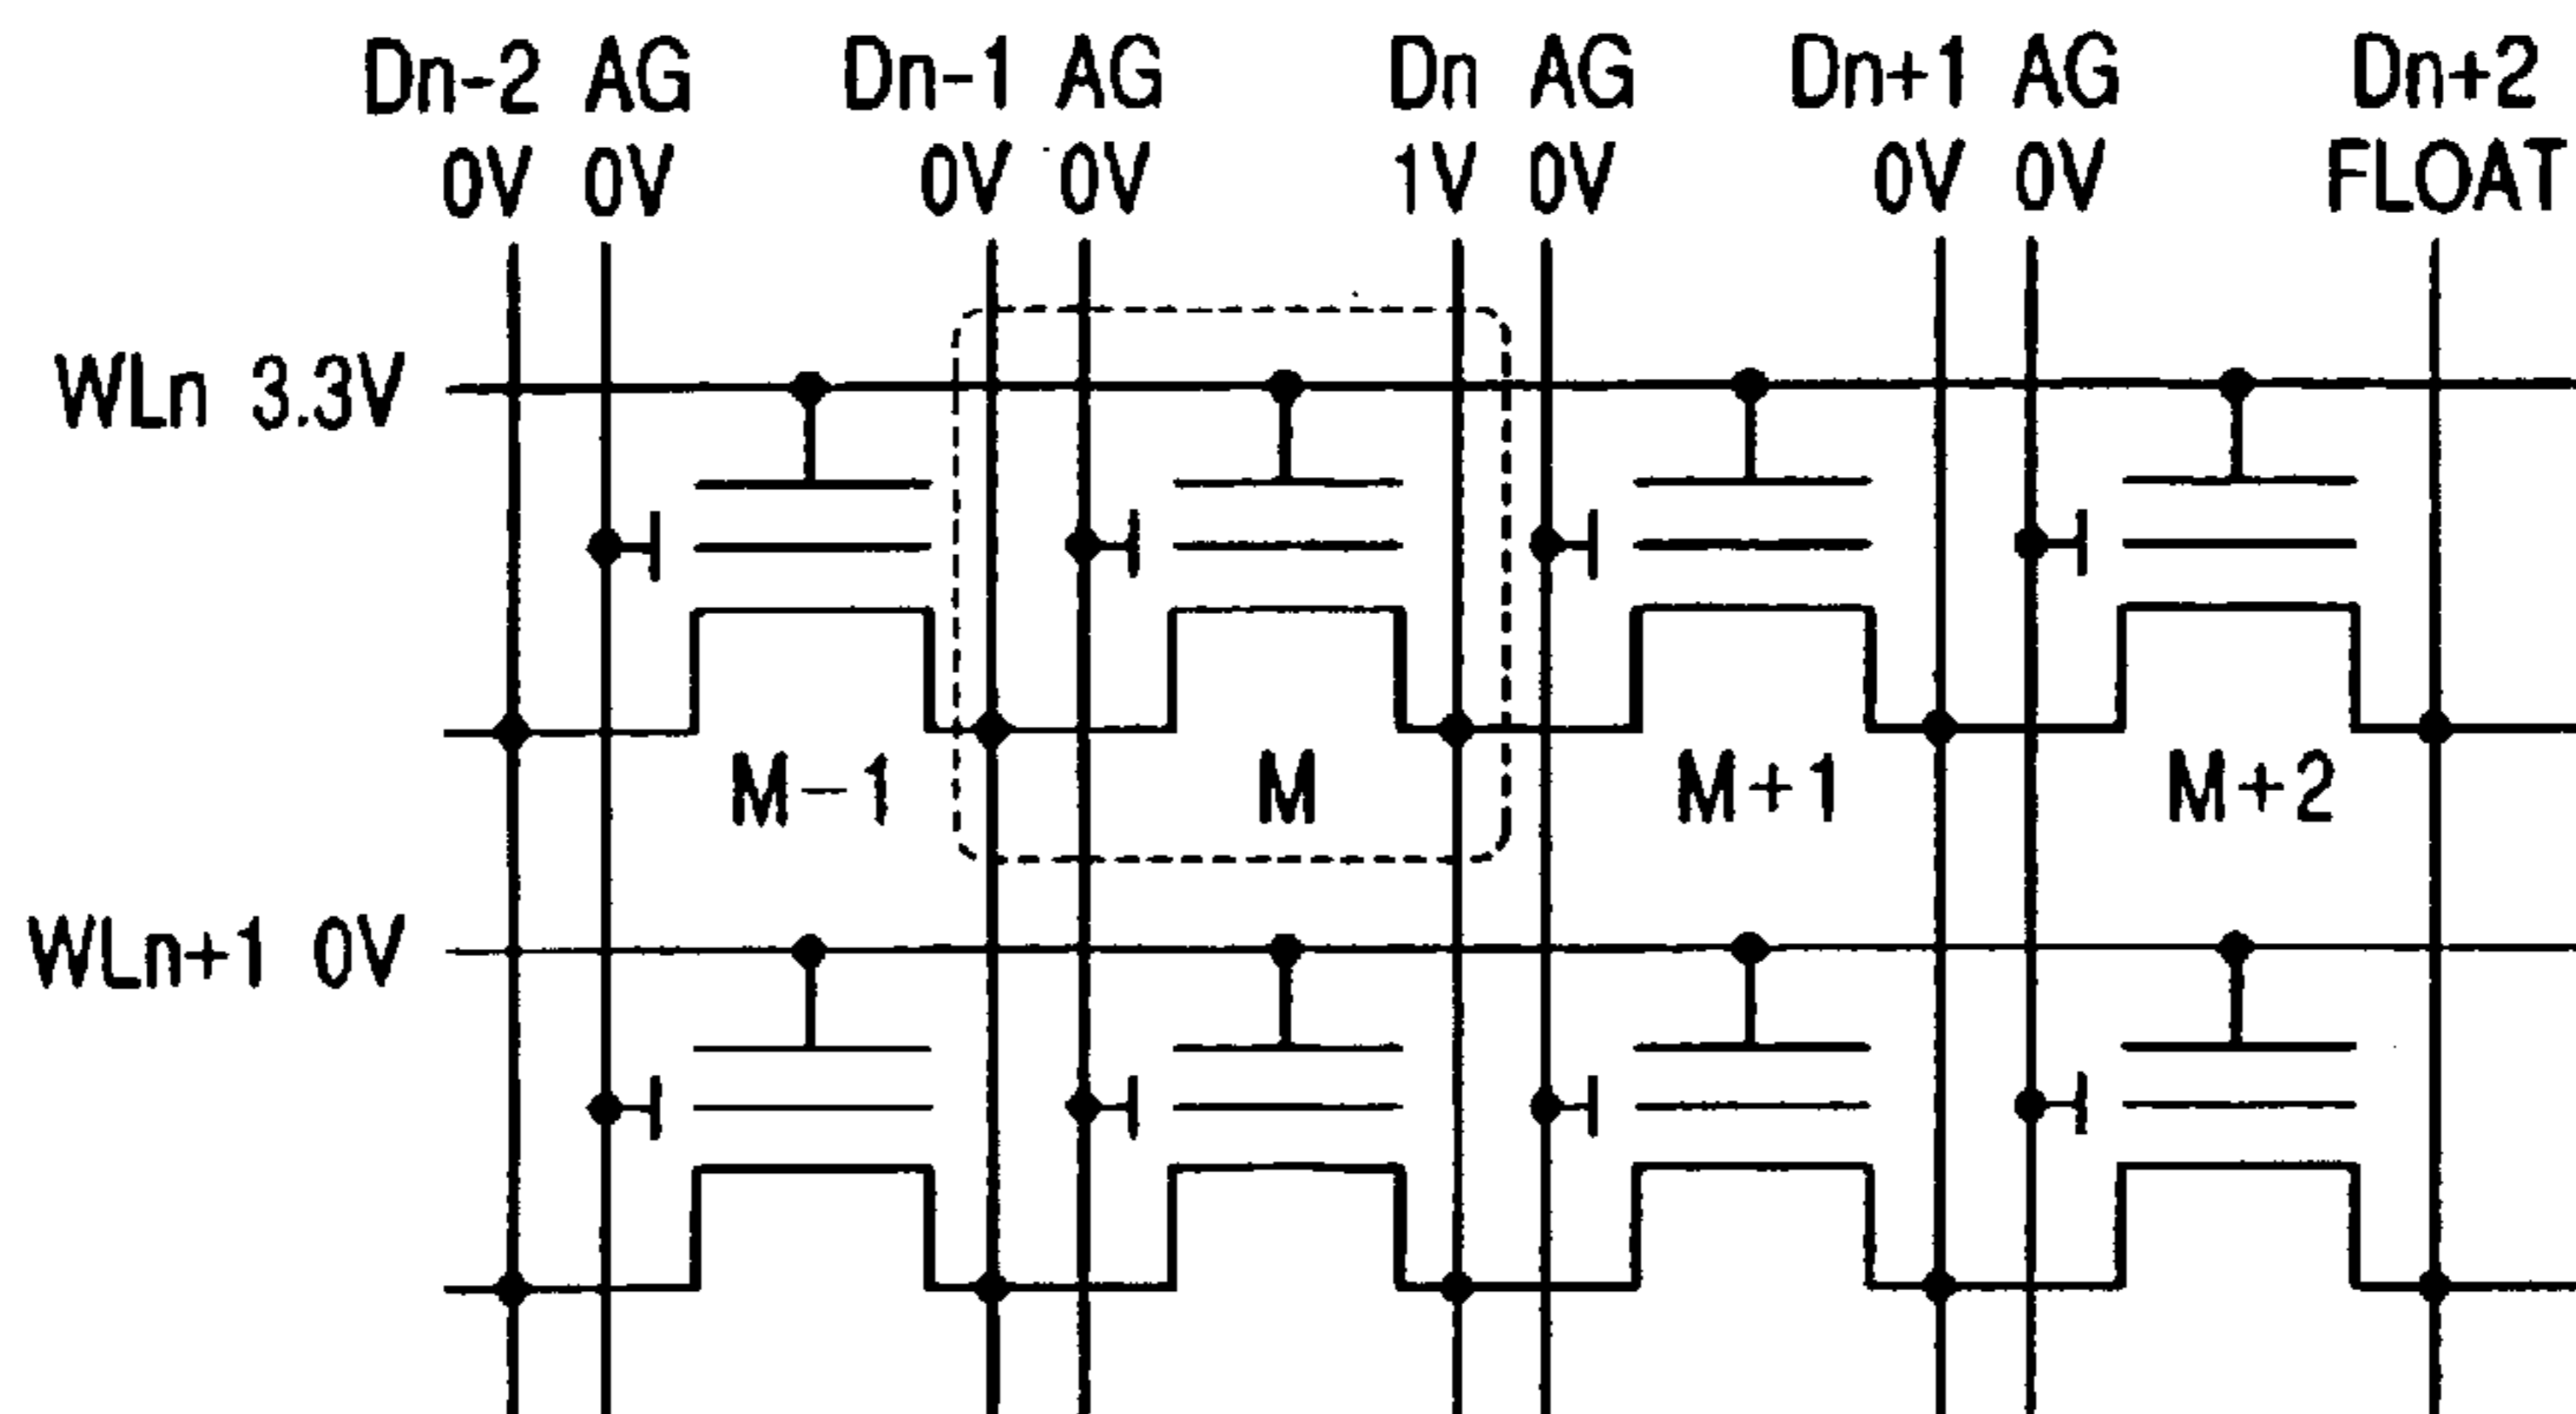 Dn-2 AG Dn-1 AG Dn AG Dn+1 AG Dn+2
0V 0V 0V 0V 1V 0V 0V 0V FLOAT
WLn 3.3V
M-1 M M+1 M+2
WLn+1 0V